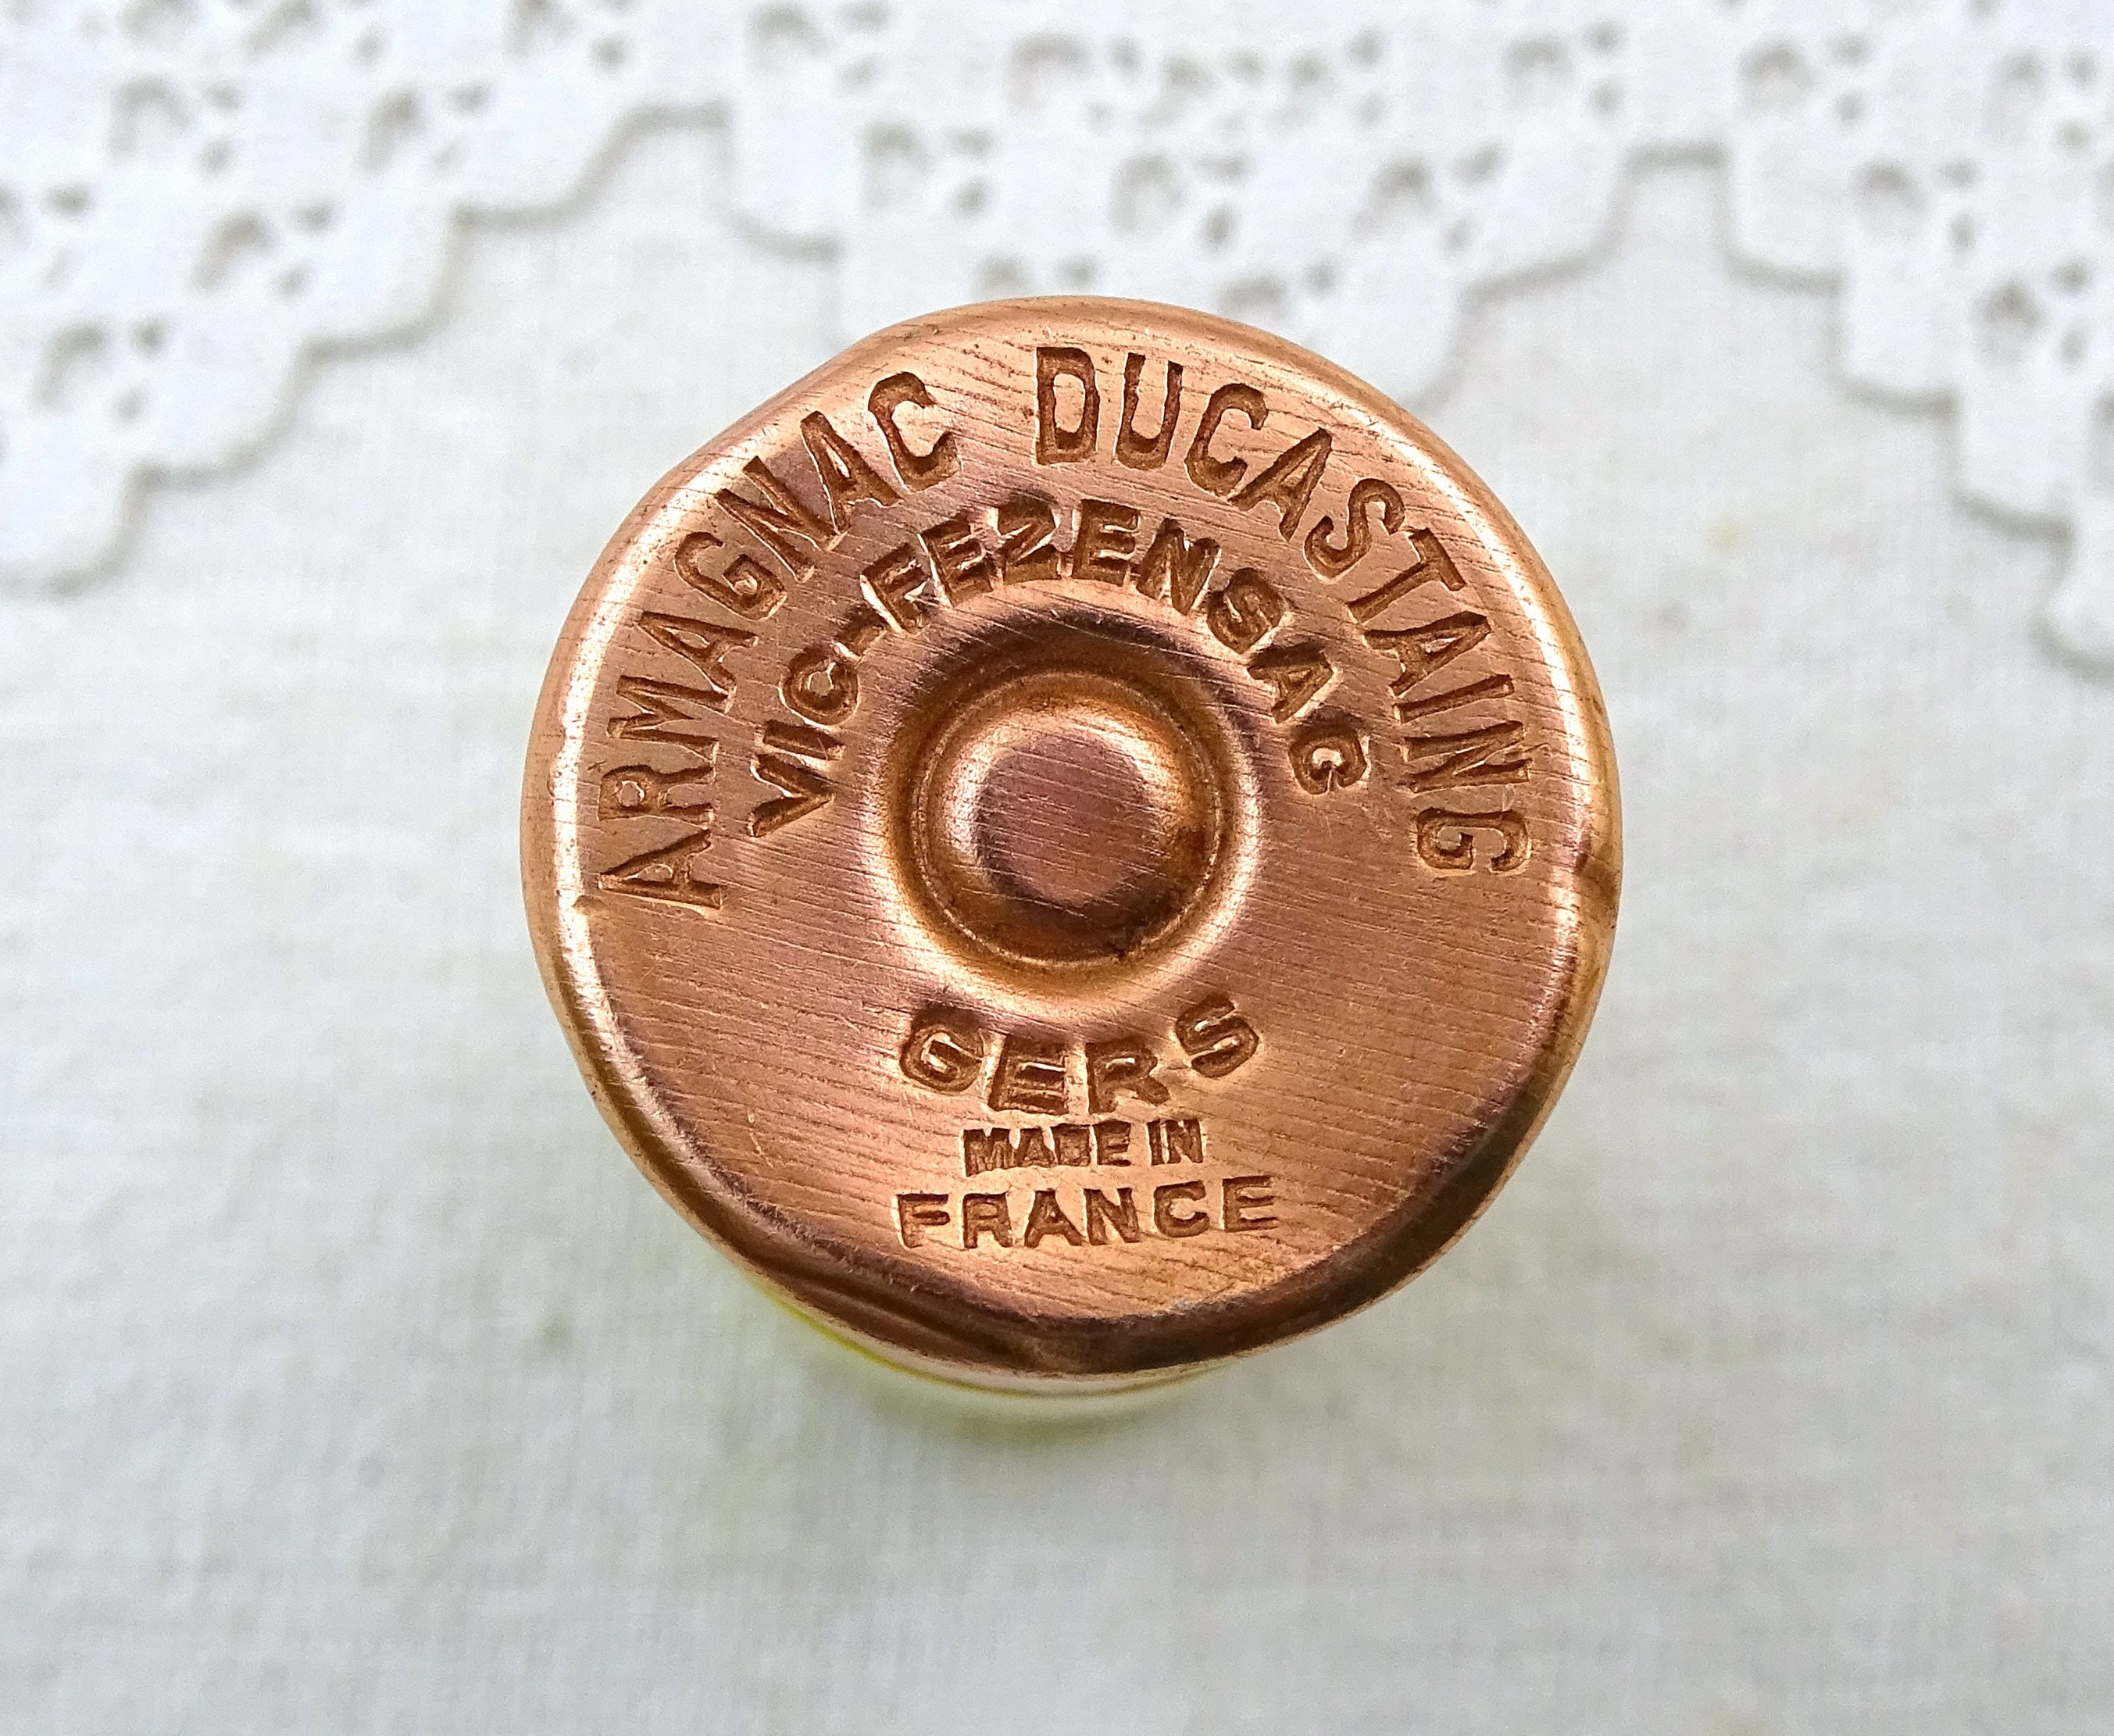 ARMAGNAC DUCASTAING
VIC-FEZENSAC
GERS
MADE IN
FRANCE